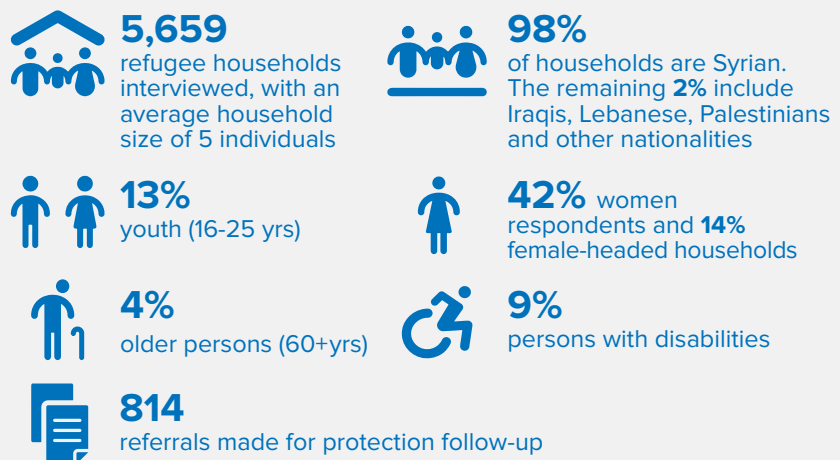 5,659
refugee households
interviewed, with an
average household
size of 5 individuals
98%
of households are Syrian.
The remaining 2% include
Iraqis, Lebanese, Palestinians
and other nationalities
13%
youth (16-25 yrs)
42% women
respondents and 14%
female-headed households
4%
older persons (60+yrs)
9%
persons with disabilities
814
referrals made for protection follow-up